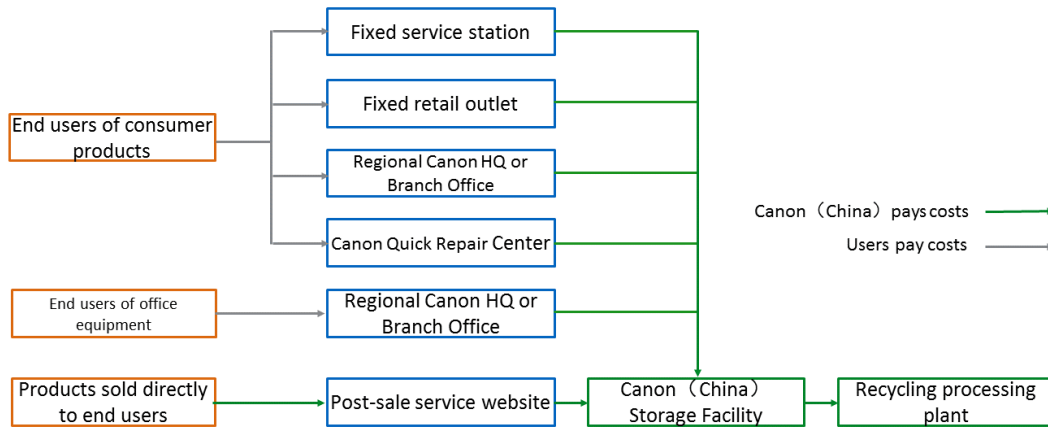 Fixed service station
Fixed retail outlet
End users of consumer
products
Regional Canon HQ or
Branch Office
Canon Quick Repair Center
Canon（China）pays costs
Users pay costs
End users of office
equipment
Regional Canon HQ or
Branch Office
Products sold directly
to end users
Post-sale service website
Canon（China）
Storage Facility
Recycling processing
plant